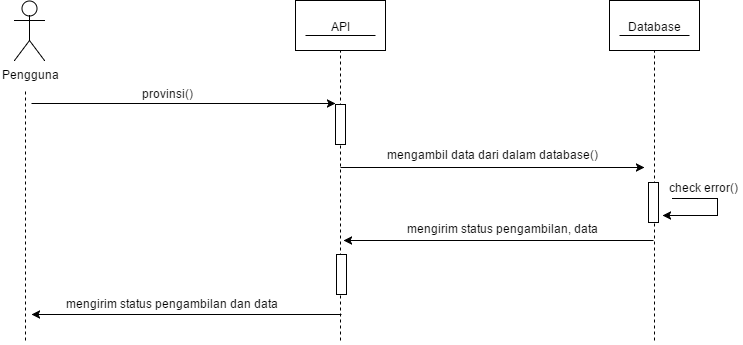 API
Database
Pengguna
provinsi()
mengambil data dari dalam database()
check error()
mengirim status pengambilan, data
mengirim status pengambilan dan data